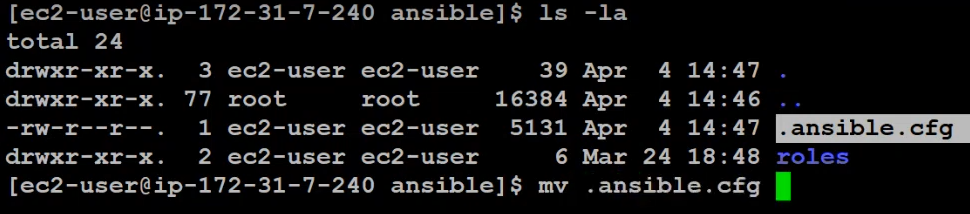 [ec2-user@ip-172-31-7-240 ansible]$ ls -la
total 24
drwxr-xr-x.  3 ec2-user ec2-user    39 Apr  4 14:47 .
drwxr-xr-x. 77 root     root     16384 Apr  4 14:46 ..
-rw-r--r--.  1 ec2-user ec2-user  5131 Apr  4 14:47 .ansible.cfg
drwxr-xr-x.  2 ec2-user ec2-user     6 Mar 24 18:48 roles
[ec2-user@ip-172-31-7-240 ansible]$ mv .ansible.cfg